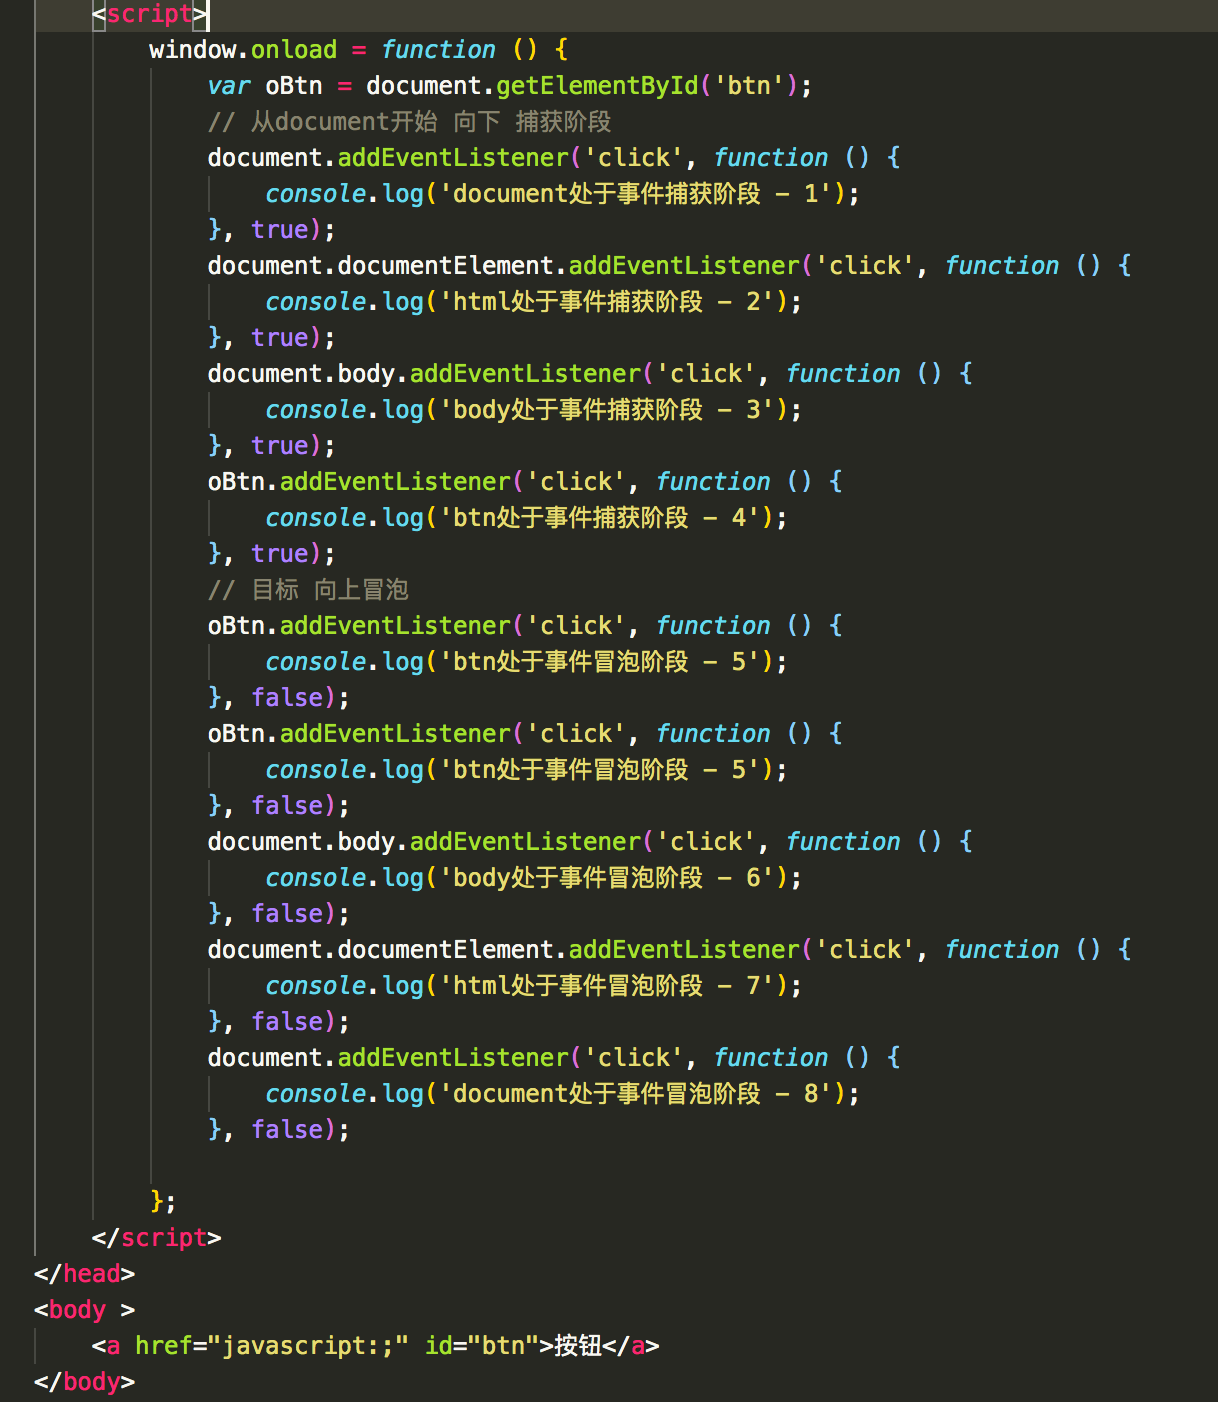 <script>
window.onload = function () {
var oBtn = document.getElementById('btn');
// 从document开始 向下 捕获阶段
document.addEventListener('click', function () {
console.log('document处于事件捕获阶段 - 1');
}, true);
document.documentElement.addEventListener('click', function () {
console.log('html处于事件捕获阶段 - 2');
}, true);
document.body.addEventListener('click', function () {
console.log('body处于事件捕获阶段 - 3');
}, true);
oBtn.addEventListener('click', function () {
console.log('btn处于事件捕获阶段 - 4');
}, true);
// 目标 向上冒泡
oBtn.addEventListener('click', function () {
console.log('btn处于事件冒泡阶段 - 5');
}, false);
oBtn.addEventListener('click', function () {
console.log('btn处于事件冒泡阶段 - 5');
}, false);
document.body.addEventListener('click', function () {
console.log('body处于事件冒泡阶段 - 6');
}, false);
document.documentElement.addEventListener('click', function () {
console.log('html处于事件冒泡阶段 - 7');
}, false);
document.addEventListener('click', function () {
console.log('document处于事件冒泡阶段 - 8');
}, false);
};
</script>
</head>
<body >
<a href="javascript:;" id="btn">按钮</a>
</body>